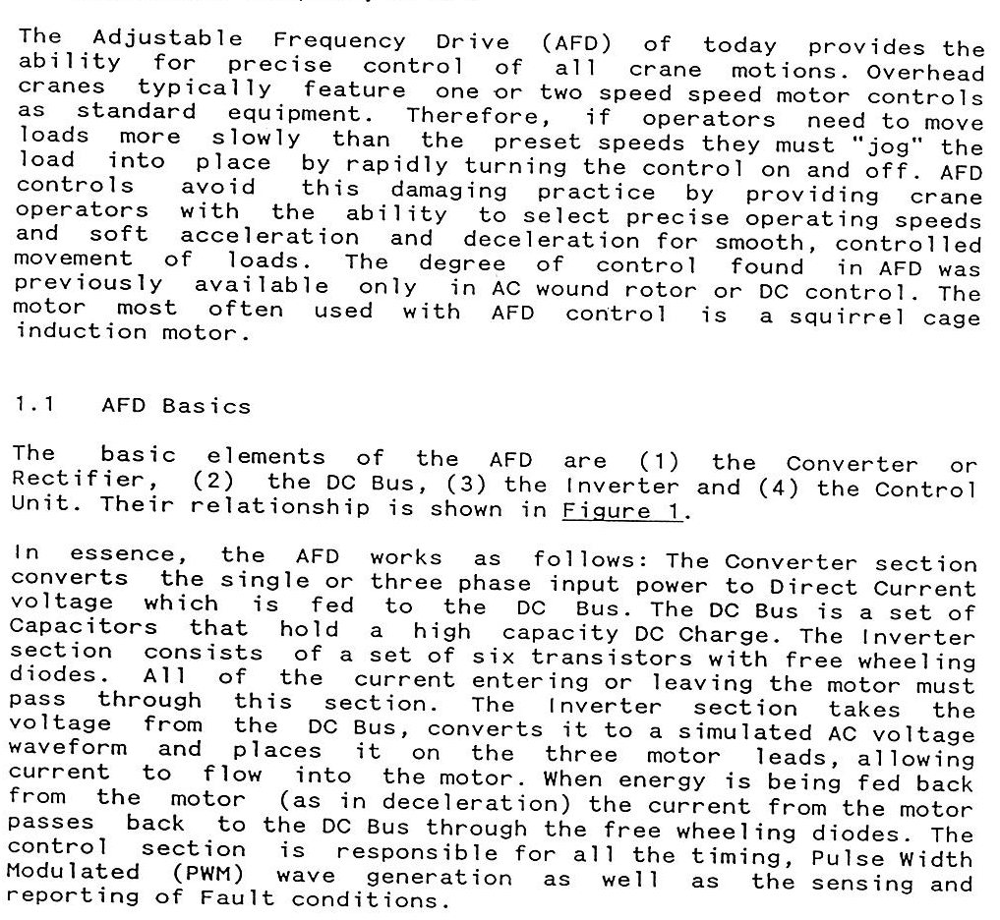 The Adjustable Frequency Drive (AFD) of today provides the
ability for precise control of all crane motions. Overhead
cranes typically feature one or two speed speed motor controls
as standard equipment. Therefore, if operators need to move
loads more slowly than the preset speeds they must "jog" the
load into place by rapidly turning the control on and off. AFD
controls avoid this damaging practice by providing crane
operators with the ability to select precise operating speeds
and soft acceleration and deceleration for smooth, controlled
movement of loads. The degree of control found in AFD was
previously available only in AC wound rotor or DC control. The
motor most often used with AFD control is a squirrel cage
induction motor.
1.1 AFD Basics
The basic elements of the AFD are (1) the Converter or
Rectifier, (2) the DC Bus, (3) the Inverter and (4) the Control
Unit. Their relationship is shown in Figure 1.
In essence, the AFD works as follows: The Converter section
converts the single or three phase input power to Direct Current
voltage which is fed to the DC Bus. The DC Bus is a set of
Capacitors that hold a high capacity DC Charge. The Inverter
section consists of a set of six transistors with free wheeling
diodes. All of the current entering or leaving the motor must
pass through this section. The Inverter section takes the
voltage from the DC Bus, converts it to a simulated AC voltage
waveform and places it on the three motor leads, allowing
current to flow into the motor. When energy is being fed back
from the motor (as in deceleration) the current from the motor
passes back to the DC Bus through the free wheeling diodes. The
control section is responsible for all the timing, Pulse Width
Modulated (PWM) wave generation as well as the sensing and
reporting of Fault conditions.